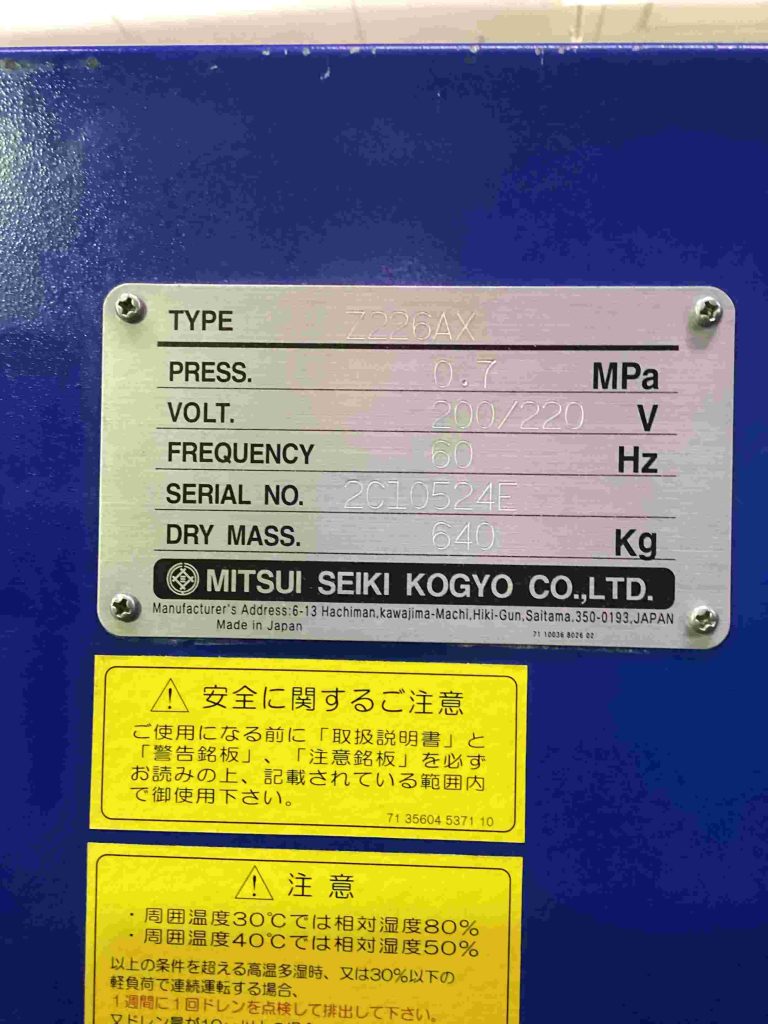 TYPE Z226AX
PRESS. 0.7 MPa
VOLT. 200/220 V
FREQUENCY 60 Hz
SERIAL NO. 2C10524E
DRY MASS. 640 Kg
MITSUI SEIKI KOGYO CO.,LTD.
Manufacturer's Address:6-13 Hachiman,kawajima-Machi,Hiki-Gun,Saitama,350-0193,JAPAN
Made in Japan
71 10036 8026 02
⚠ 安全に関するご注意
ご使用になる前に「取扱説明書」と
「警告銘板」、「注意銘板」を必ず
お読みの上、記載されている範囲内
で御使用下さい。
71 35604 5371 10
⚠ 注意
・周囲温度30℃では相対湿度80%
・周囲温度40℃では相対湿度50%
以上の条件を超える高温多湿時、又は30%以下の
軽負荷で連続運転する場合、
1週間に1回ドレンを点検して排出して下さい。
又ドレン量が10